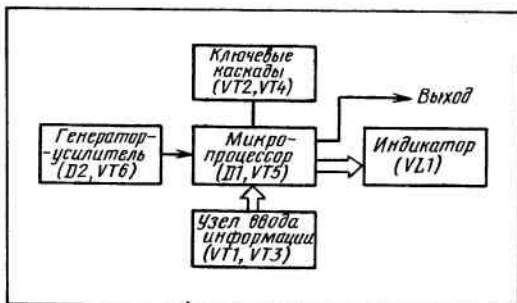 Ключевые
каскады
(VT2,VT4)
Выход
Генератор-
-усилитель
(D2,VT6)
Микро-
процессор
(D1,VT5)
Индикатор
(VL1)
Узел ввода
информации
(VT1,VT3)